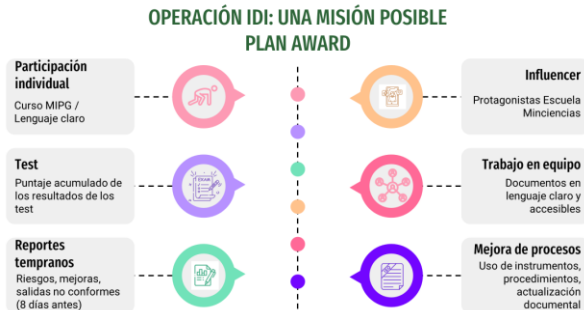 OPERACIÓN IDI: UNA MISIÓN POSIBLE
PLAN AWARD
Participación
individual
Curso MIPG /
Lenguaje claro
Influencer
Protagonistas Escuela
Minciencias
Test
Puntaje acumulado de
los resultados de los
test
Trabajo en equipo
Documentos en
lenguaje claro y
accesibles
Reportes
tempranos
Riesgos, mejoras,
salidas no conformes
(8 días antes)
Mejora de procesos
Uso de instrumentos,
procedimientos,
actualización
documental